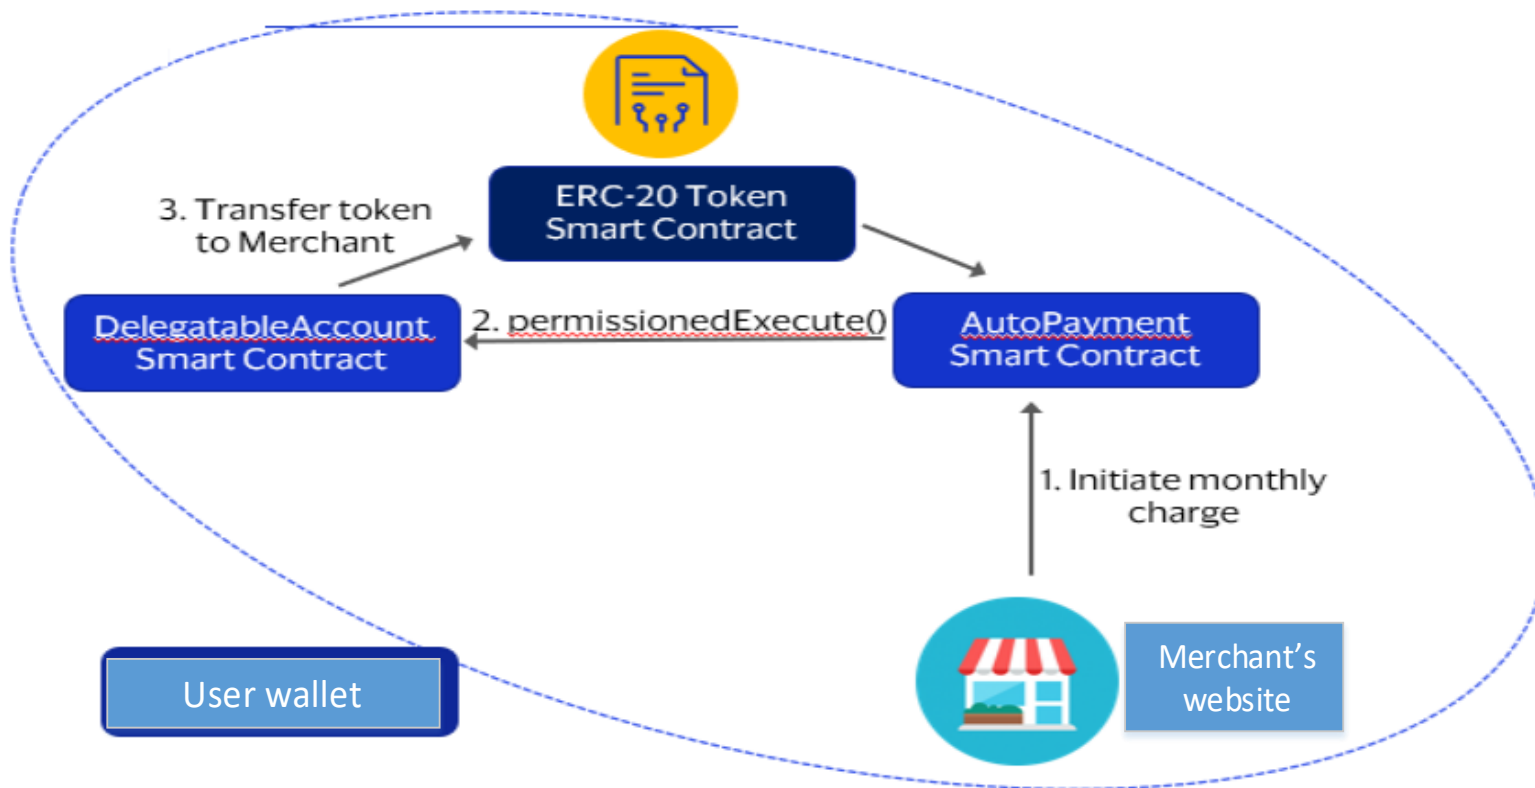 ERC-20 Token
Smart Contract
3. Transfer token
to Merchant
DelegatableAccount
Smart Contract
2. permissionedExecute()
AutoPayment
Smart Contract
1. Initiate monthly
charge
User wallet
Merchant’s
website